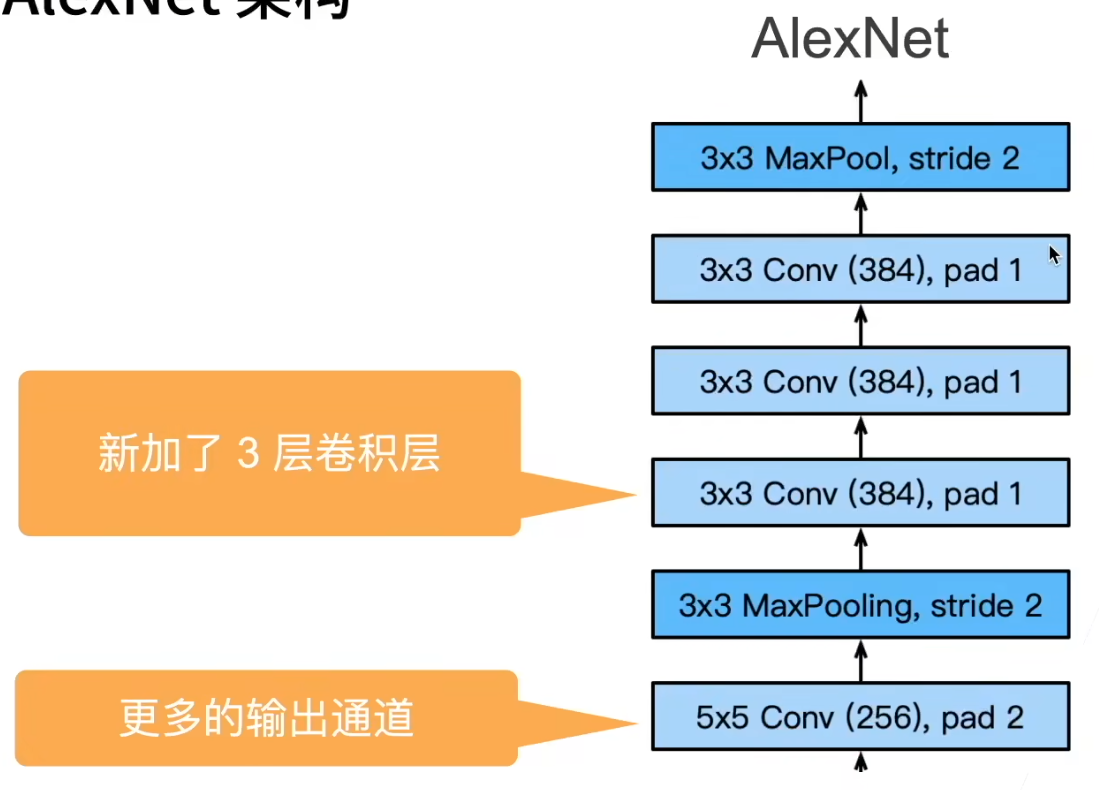 AlexNet 架构
AlexNet
3x3 MaxPool, stride 2
3x3 Conv (384), pad 1
3x3 Conv (384), pad 1
新加了 3 层卷积层
3x3 Conv (384), pad 1
3x3 MaxPooling, stride 2
更多的输出通道
5x5 Conv (256), pad 2